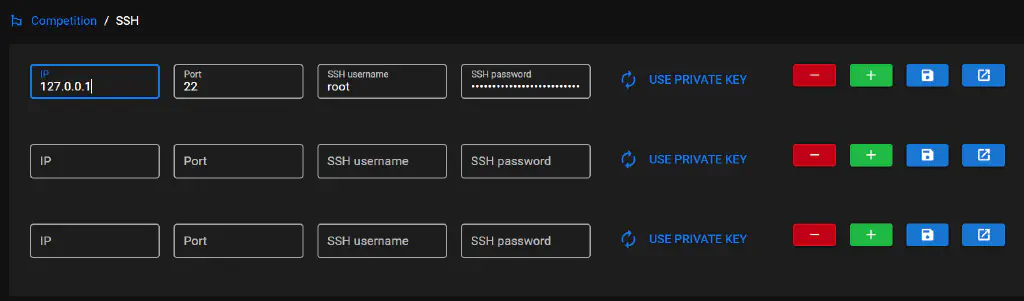 Competition / SSH
IP Port SSH username SSH password
127.0.0.1 22 root •••••••••••••••••••••••• USE PRIVATE KEY
IP Port SSH username SSH password USE PRIVATE KEY
IP Port SSH username SSH password USE PRIVATE KEY